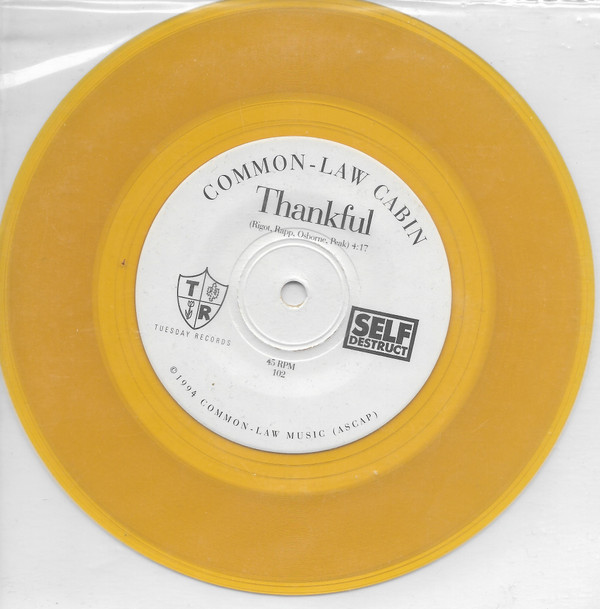 COMMON-LAW CABIN
Thankful
(Rigot, Rapp, Osborne, Peak) 4:17
T
R
TUESDAY RECORDS
SELF
DESTRUCT
45 RPM
102
©1994 COMMON-LAW MUSIC (ASCAP)